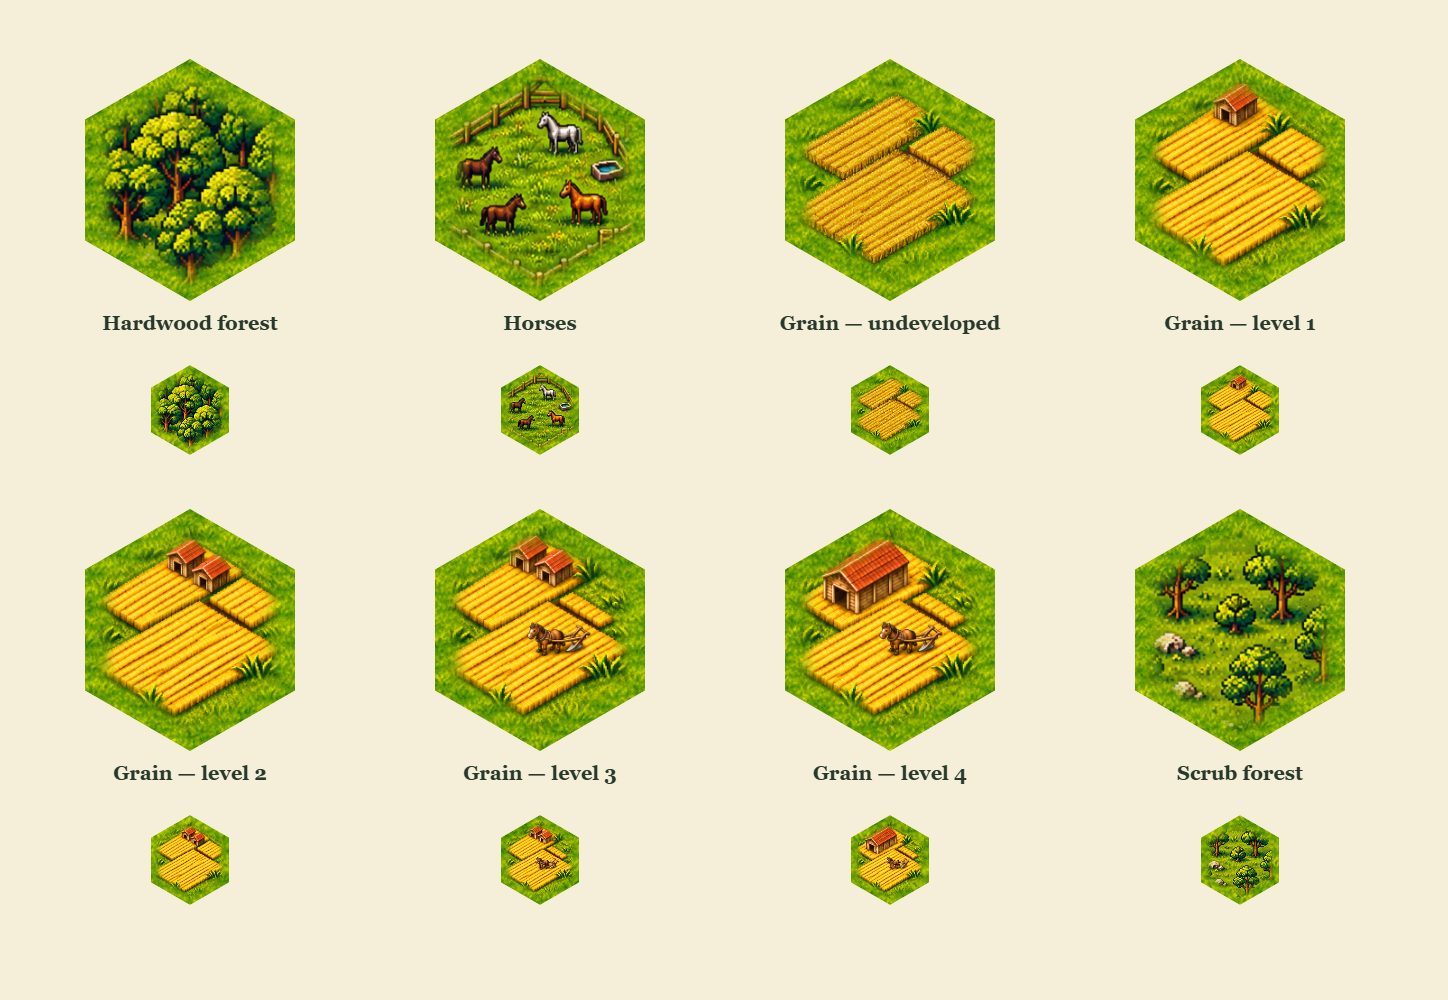 Hardwood forest
Horses
Grain — undeveloped
Grain — level 1
Grain — level 2
Grain — level 3
Grain — level 4
Scrub forest